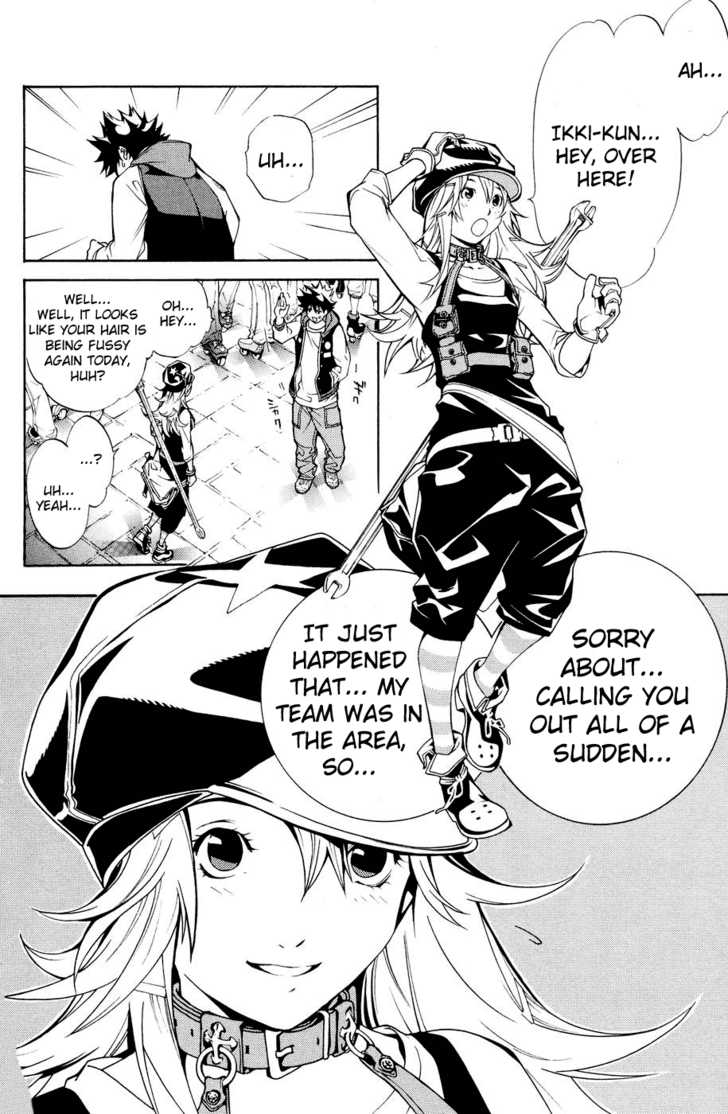 AH...
IKKI-KUN...
HEY, OVER
HERE!
UH...
OH...
HEY...
WELL...
WELL, IT LOOKS
LIKE YOUR HAIR IS
BEING FUSSY
AGAIN TODAY,
HUH?
...?
UH...
YEAH...
SORRY
ABOUT...
CALLING YOU
OUT ALL OF A
SUDDEN...
IT JUST
HAPPENED
THAT... MY
TEAM WAS IN
THE AREA,
SO...